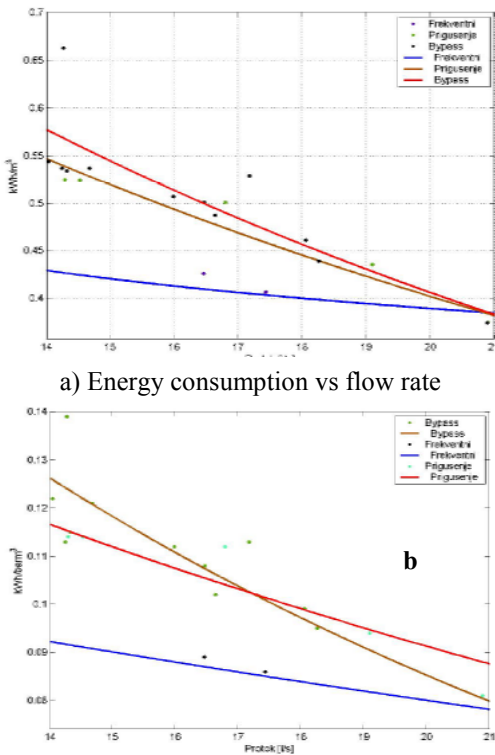 0.7
Frekventni
Prigusenje
Bypass
Frekventni
Prigusenje
Bypass
0.65
0.6
0.55
kWh/m³
0.5
0.45
0.4
14 15 16 17 18 19 20
a) Energy consumption vs flow rate
0.14
Bypass
Bypass
Frekventni
Frekventni
Prigusenje
Prigusenje
0.13
0.12
0.11
b
kWh/berm³
0.1
0.09
0.08
14 15 16 17 18 19 20 21
Protok [l/s]